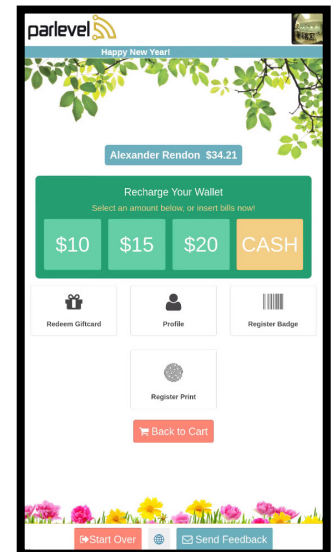 parlevel
Happy New Year!
Alexander Rendon $34.21
Recharge Your Wallet
Select an amount below, or insert bills now!
$10 $15 $20 CASH
Redeem Giftcard Profile Register Badge
Register Print
Back to Cart
Start Over Send Feedback